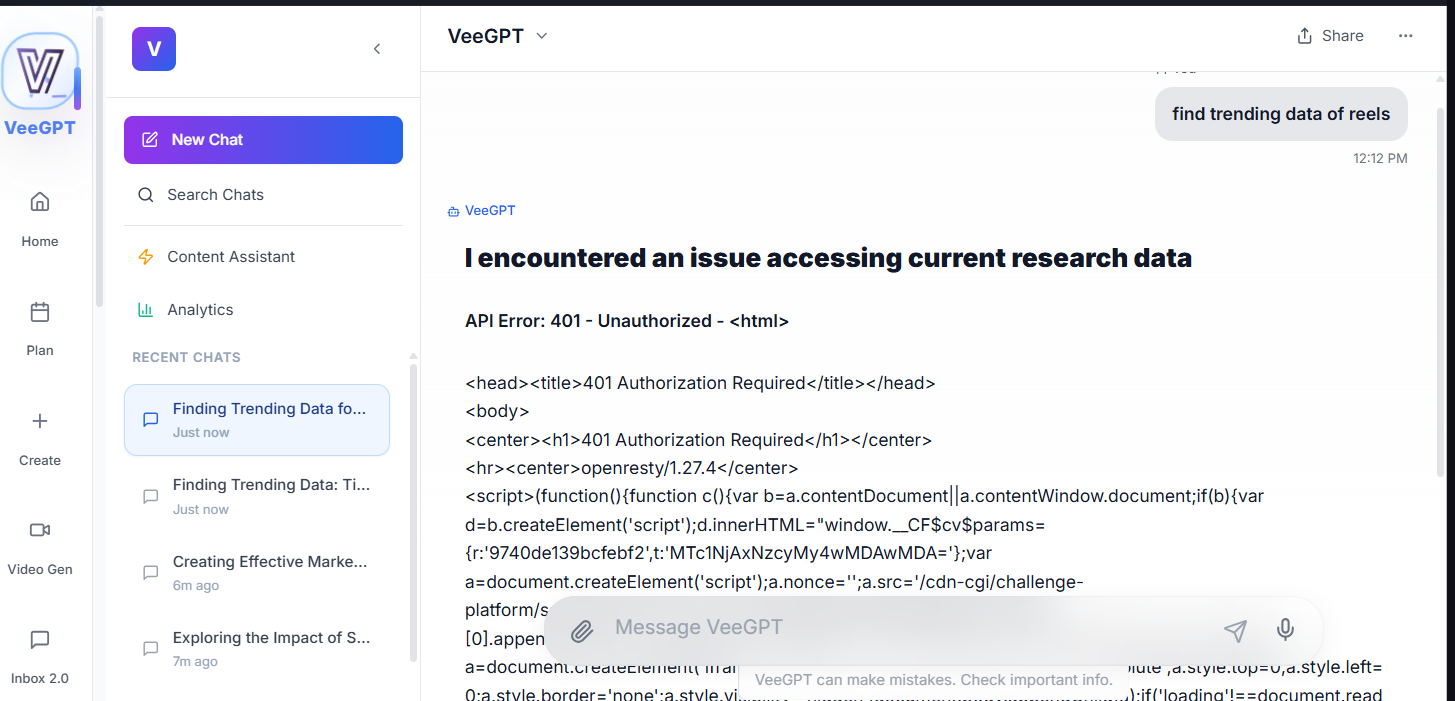 VeeGPT
Home
Plan
Create
Video Gen
Inbox 2.0
V
New Chat
Search Chats
Content Assistant
Analytics
RECENT CHATS
Finding Trending Data fo...
Just now
Finding Trending Data: Ti...
Just now
Creating Effective Marke...
6m ago
Exploring the Impact of S...
7m ago
VeeGPT
Share
find trending data of reels
12:12 PM
VeeGPT
I encountered an issue accessing current research data
API Error: 401 - Unauthorized - <html>
<head><title>401 Authorization Required</title></head>
<body>
<center><h1>401 Authorization Required</h1></center>
<hr><center>openresty/1.27.4</center>
<script>(function(){function c(){var b=a.contentDocument||a.contentWindow.document;if(b){var
d=b.createElement('script');d.innerHTML="window.__CF$cv$params=
{r:'9740de139bcfebf2',t:'MTc1NjAxNzcyMy4wMDAwMDA='};var
a=document.createElement('script');a.nonce='';a.src='/cdn-cgi/challenge-
platform/s
[0].appen
Message VeeGPT
a=document.createElement('ifram
olute';a.style.top=0;a.style.left=
VeeGPT can make mistakes. Check important info.
0;a.style.border='none';a.style.vi
);if('loading'!==document.read